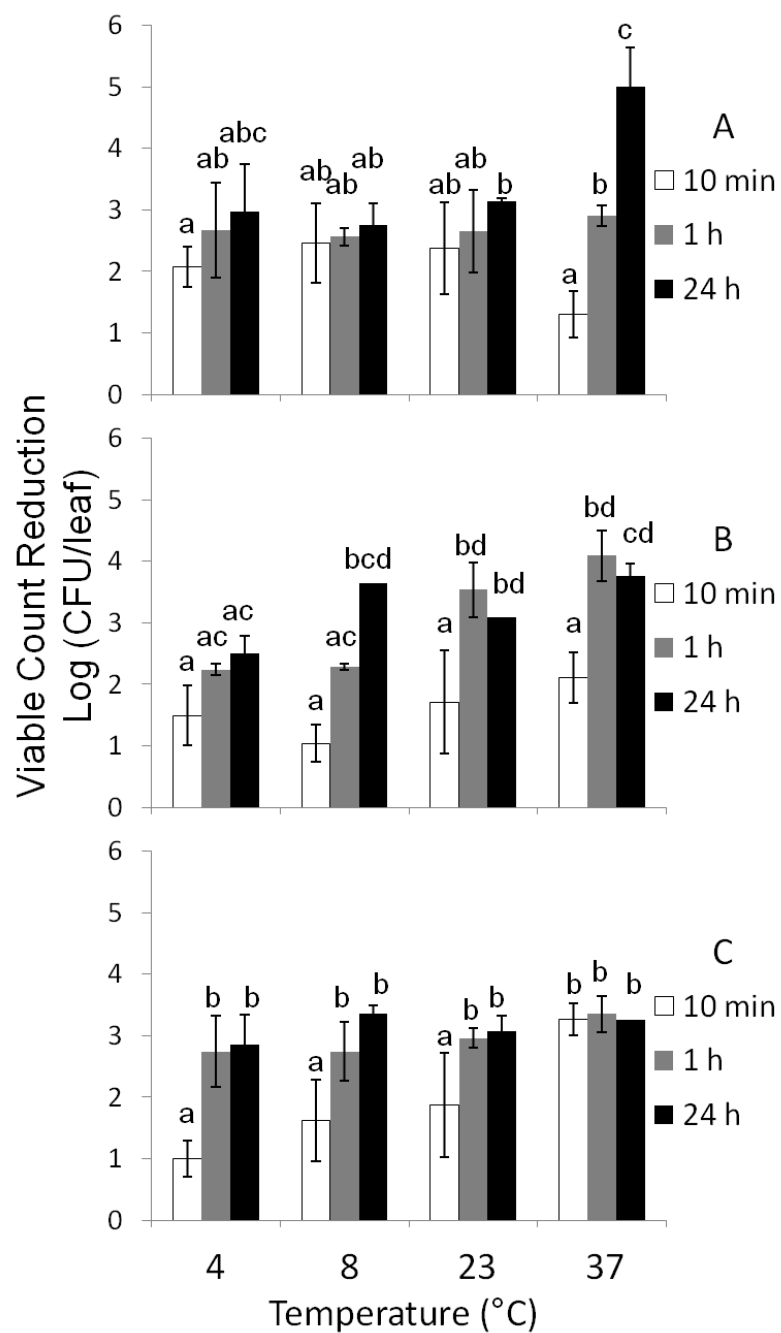 6
5
4
3
2
1
0
a
ab
abc
ab
ab
ab
ab
ab
b
a
b
c
A
10 min
1 h
24 h
Viable Count Reduction
Log (CFU/leaf)
6
5
4
3
2
1
0
a
ac
ac
a
ac
bcd
a
bd
bd
a
bd
cd
B
10 min
1 h
24 h
6
5
4
3
2
1
0
a
b
b
a
b
b
a
b
b
b
b
b
C
10 min
1 h
24 h
4 8 23 37
Temperature (°C)